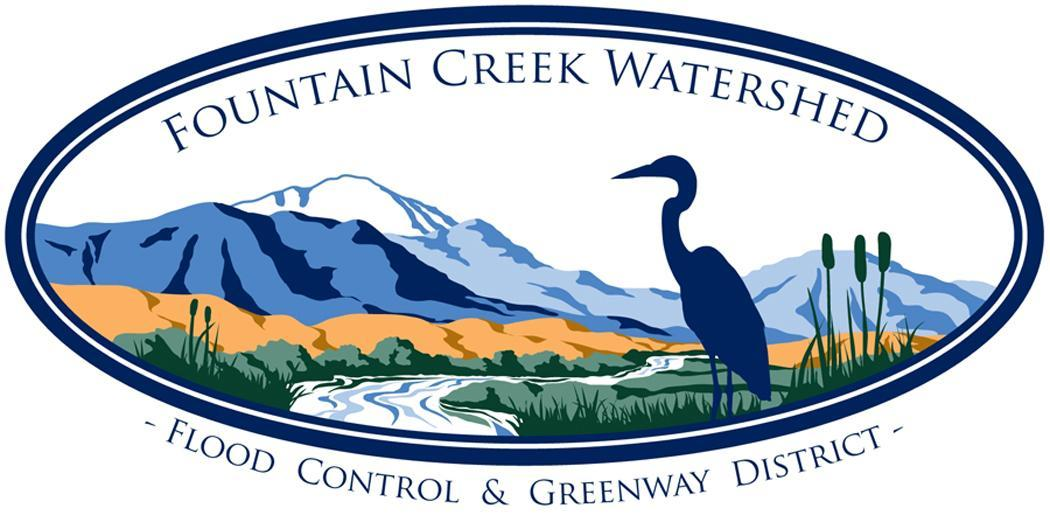 FOUNTAIN CREEK WATERSHED
- FLOOD CONTROL & GREENWAY DISTRICT -